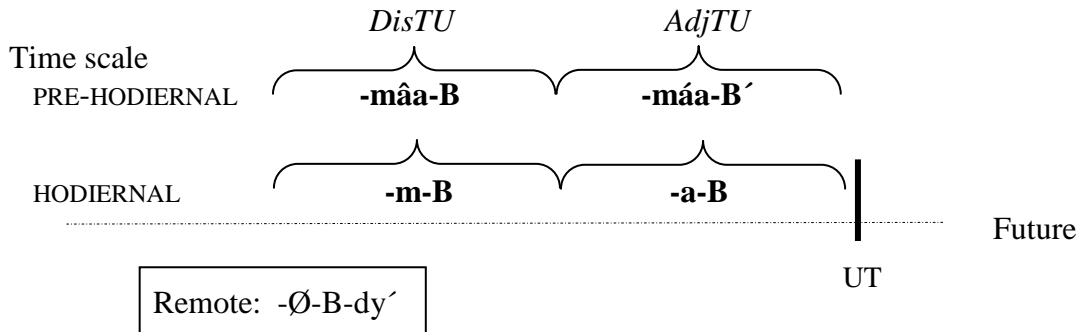 DisTU AdjTU
Time scale
PRE-HODIERNAL -mâa-B -máa-B´
HODIERNAL -m-B -a-B
Future
UT
Remote: -Ø-B-dy´